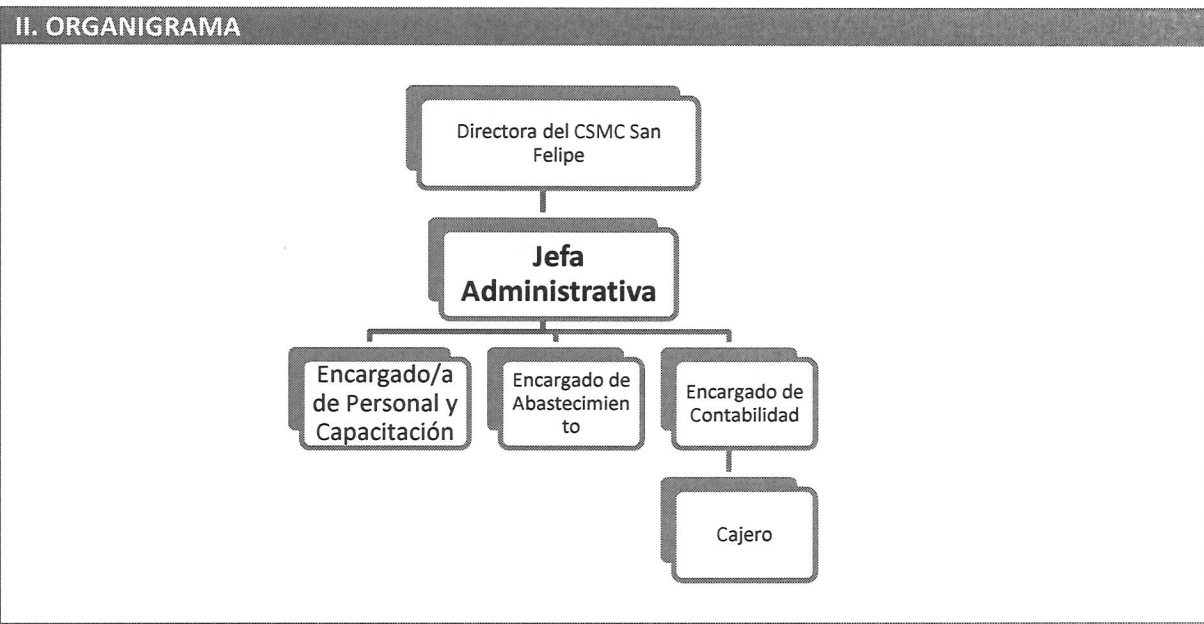 II. ORGANIGRAMA
Directora del CSMC San
Felipe
Jefa
Administrativa
Encargado/a
de Personal y
Capacitación
Encargado de
Abastecimien
to
Encargado de
Contabilidad
Cajero